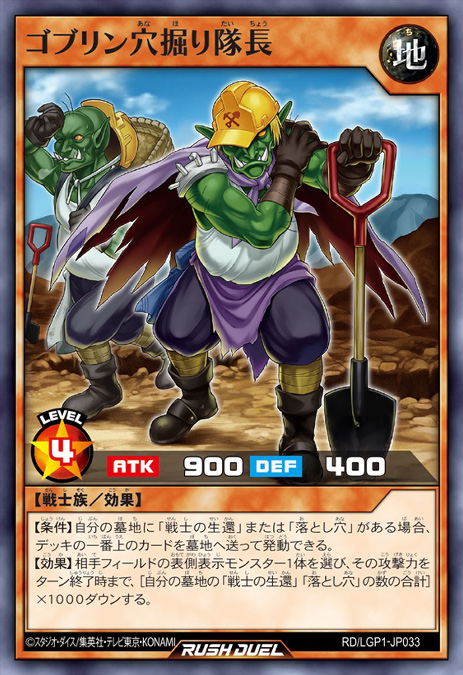 ゴブリン穴掘り隊長
地
LEVEL
4
ATK 900 DEF 400
【戦士族／効果】
【条件】自分の墓地に「戦士の生還」または「落とし穴」がある場合、
デッキの一番上のカードを墓地へ送って発動できる。
【効果】相手フィールドの表側表示モンスター1体を選び、その攻撃力を
ターン終了時まで、［自分の墓地の「戦士の生還」「落とし穴」の数の合計］
×1000ダウンする。
©スタジオ・ダイス/集英社・テレビ東京・KONAMI
RUSH DUEL
RD/LGP1-JP033